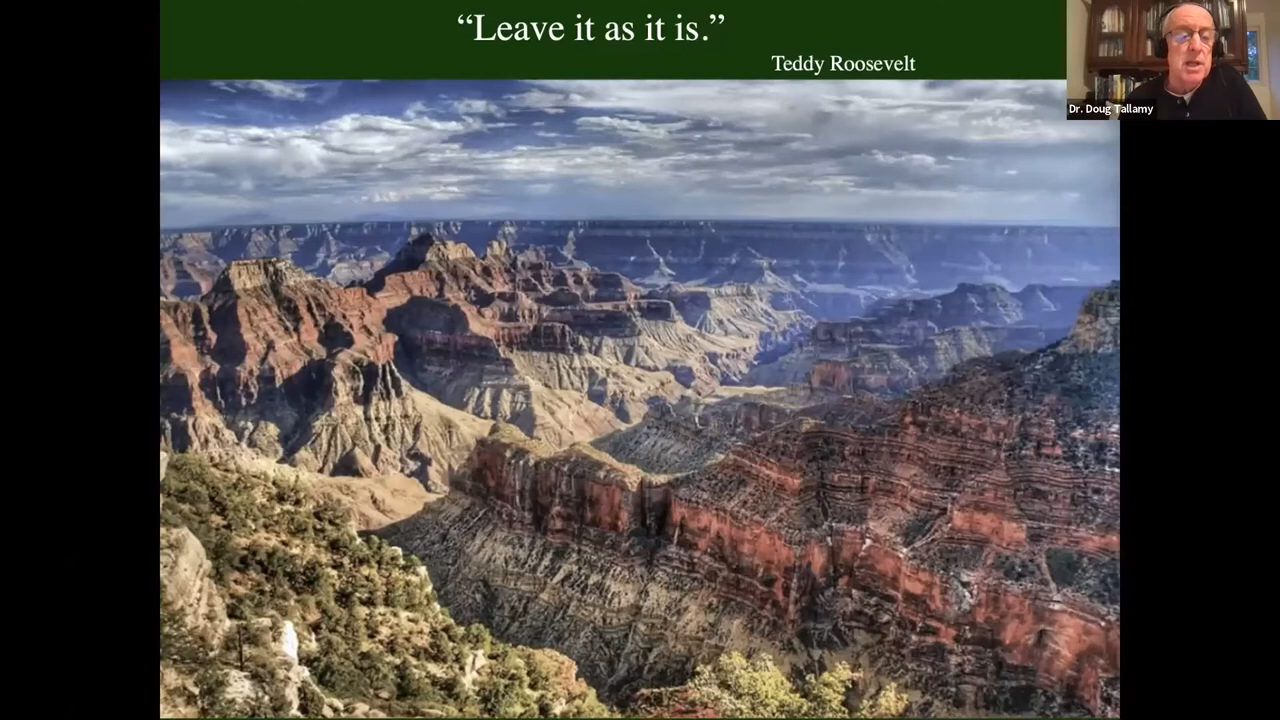 “Leave it as it is.”
Teddy Roosevelt
Dr. Doug Tallamy